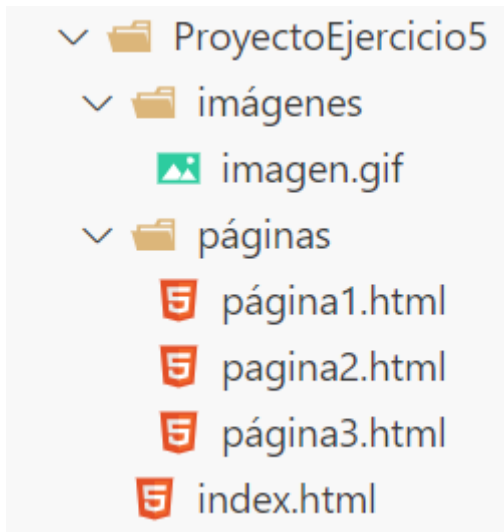 ProyectoEjercicio5
imágenes
imagen.gif
páginas
página1.html
pagina2.html
página3.html
index.html